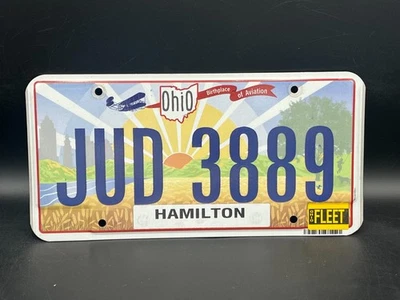 Ohio
Birthplace of Aviation
JUD 3889
HAMILTON
FLEET